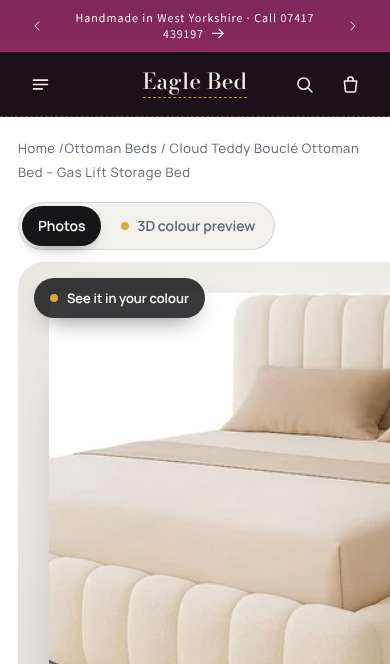 Handmade in West Yorkshire · Call 07417
439197 →
Eagle Bed
Home /Ottoman Beds / Cloud Teddy Bouclé Ottoman
Bed – Gas Lift Storage Bed
Photos
3D colour preview
See it in your colour